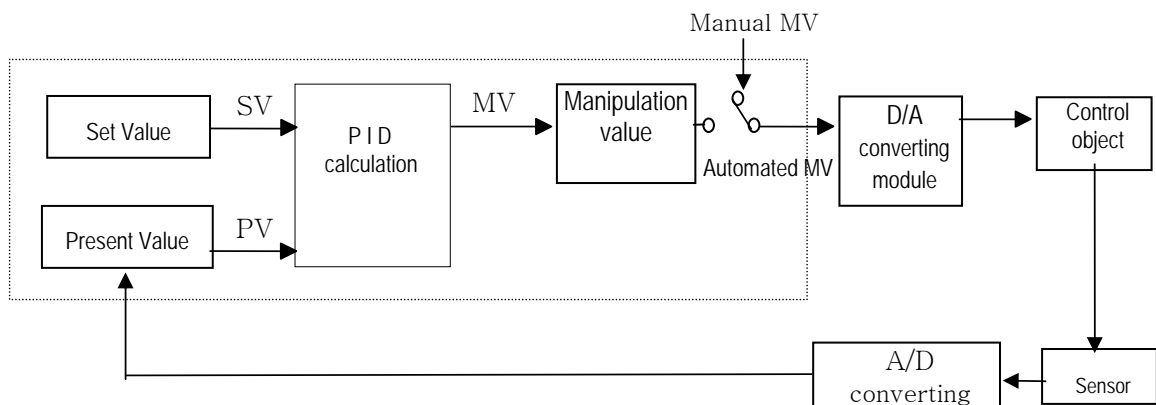 Manual MV
Set Value
SV
P I D
calculation
MV
Manipulation
value
Automated MV
D/A
converting
module
Control
object
Present Value
PV
A/D
converting
Sensor